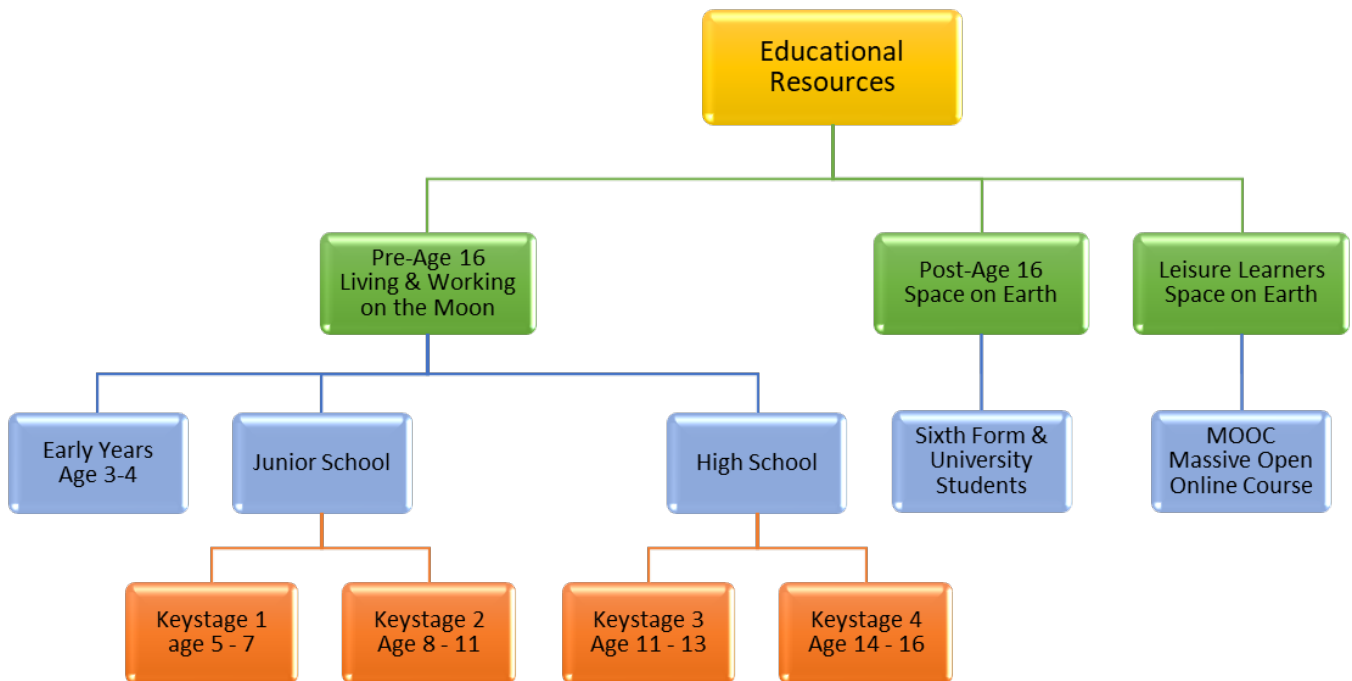 Educational
Resources
Pre-Age 16
Living & Working
on the Moon
Post-Age 16
Space on Earth
Leisure Learners
Space on Earth
Early Years
Age 3-4
Junior School
High School
Sixth Form &
University
Students
MOOC
Massive Open
Online Course
Keystage 1
age 5 - 7
Keystage 2
Age 8 - 11
Keystage 3
Age 11 - 13
Keystage 4
Age 14 - 16